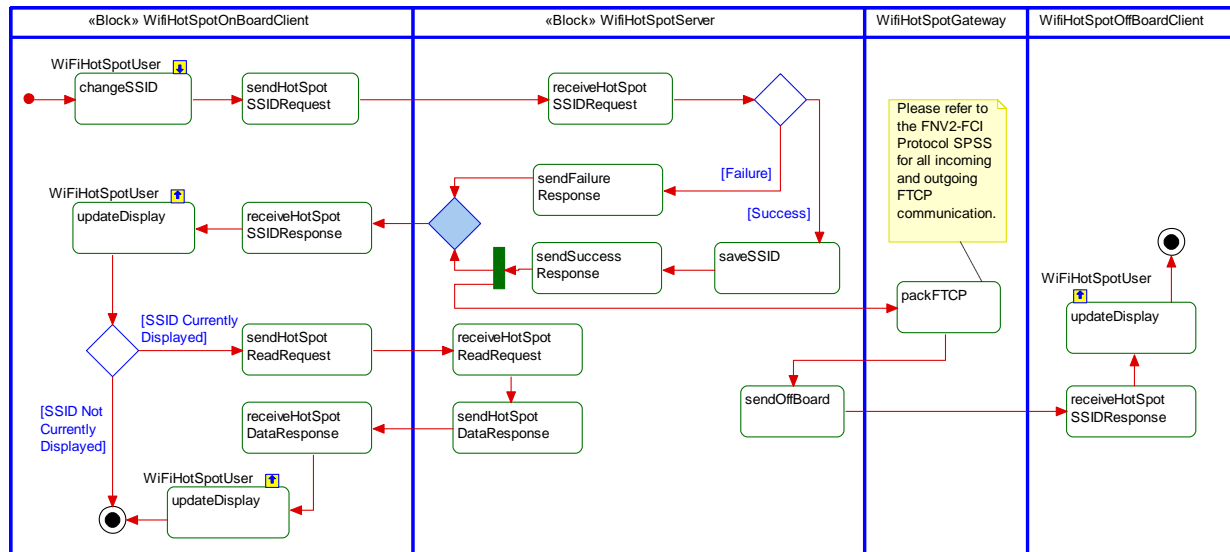 «Block» WifiHotSpotOnBoardClient
«Block» WifiHotSpotServer
WifiHotSpotGateway
WifiHotSpotOffBoardClient
WiFiHotSpotUser
changeSSID
sendHotSpot
SSIDRequest
receiveHotSpot
SSIDRequest
Please refer to
the FNV2-FCI
Protocol SPSS
for all incoming
and outgoing
FTCP
communication.
[Failure]
[Success]
sendFailure
Response
WiFiHotSpotUser
updateDisplay
receiveHotSpot
SSIDResponse
sendSuccess
Response
saveSSID
packFTCP
WiFiHotSpotUser
updateDisplay
[SSID Currently
Displayed]
sendHotSpot
ReadRequest
receiveHotSpot
ReadRequest
sendOffBoard
receiveHotSpot
SSIDResponse
[SSID Not
Currently
Displayed]
receiveHotSpot
DataResponse
sendHotSpot
DataResponse
WiFiHotSpotUser
updateDisplay